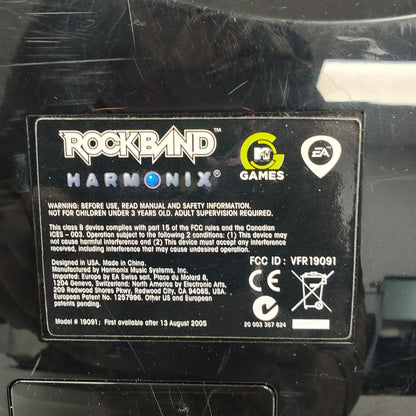 ROCKBAND™
HARMONIX®
G
MTV
GAMES
EA™
WARNING: BEFORE USE, READ MANUAL AND SAFETY INFORMATION.
NOT FOR CHILDREN UNDER 3 YEARS OLD. ADULT SUPERVISION REQUIRED.
This class B device complies with part 15 of the FCC rules and the Canadian
ICES - 003. Operation subject to the following 2 conditions: (1) This device may
not cause harmful interference and (2) This device must accept any interference
received, including interference that may cause undesired operation.
Designed in USA. Made in China.
Manufactured by Harmonix Music Systems, Inc.
Imported: Europe by EA Swiss Sarl, Place du Molard 8,
1204 Geneva, Switzerland; North America by Electronic Arts,
209 Redwood Shores Pkwy, Redwood City, CA 94065, USA.
European Patent No. 1257996. Other US and European
patents pending.
Model # 19091; First available after 13 August 2005
FCC ID : VFR19091
CE
20 003 367 824